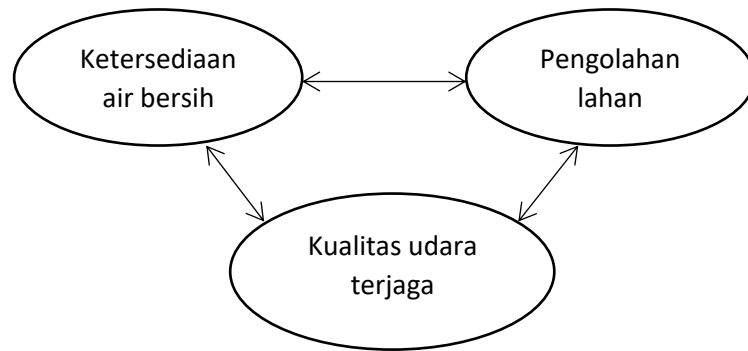 Ketersediaan
air bersih
Pengolahan
lahan
Kualitas udara
terjaga